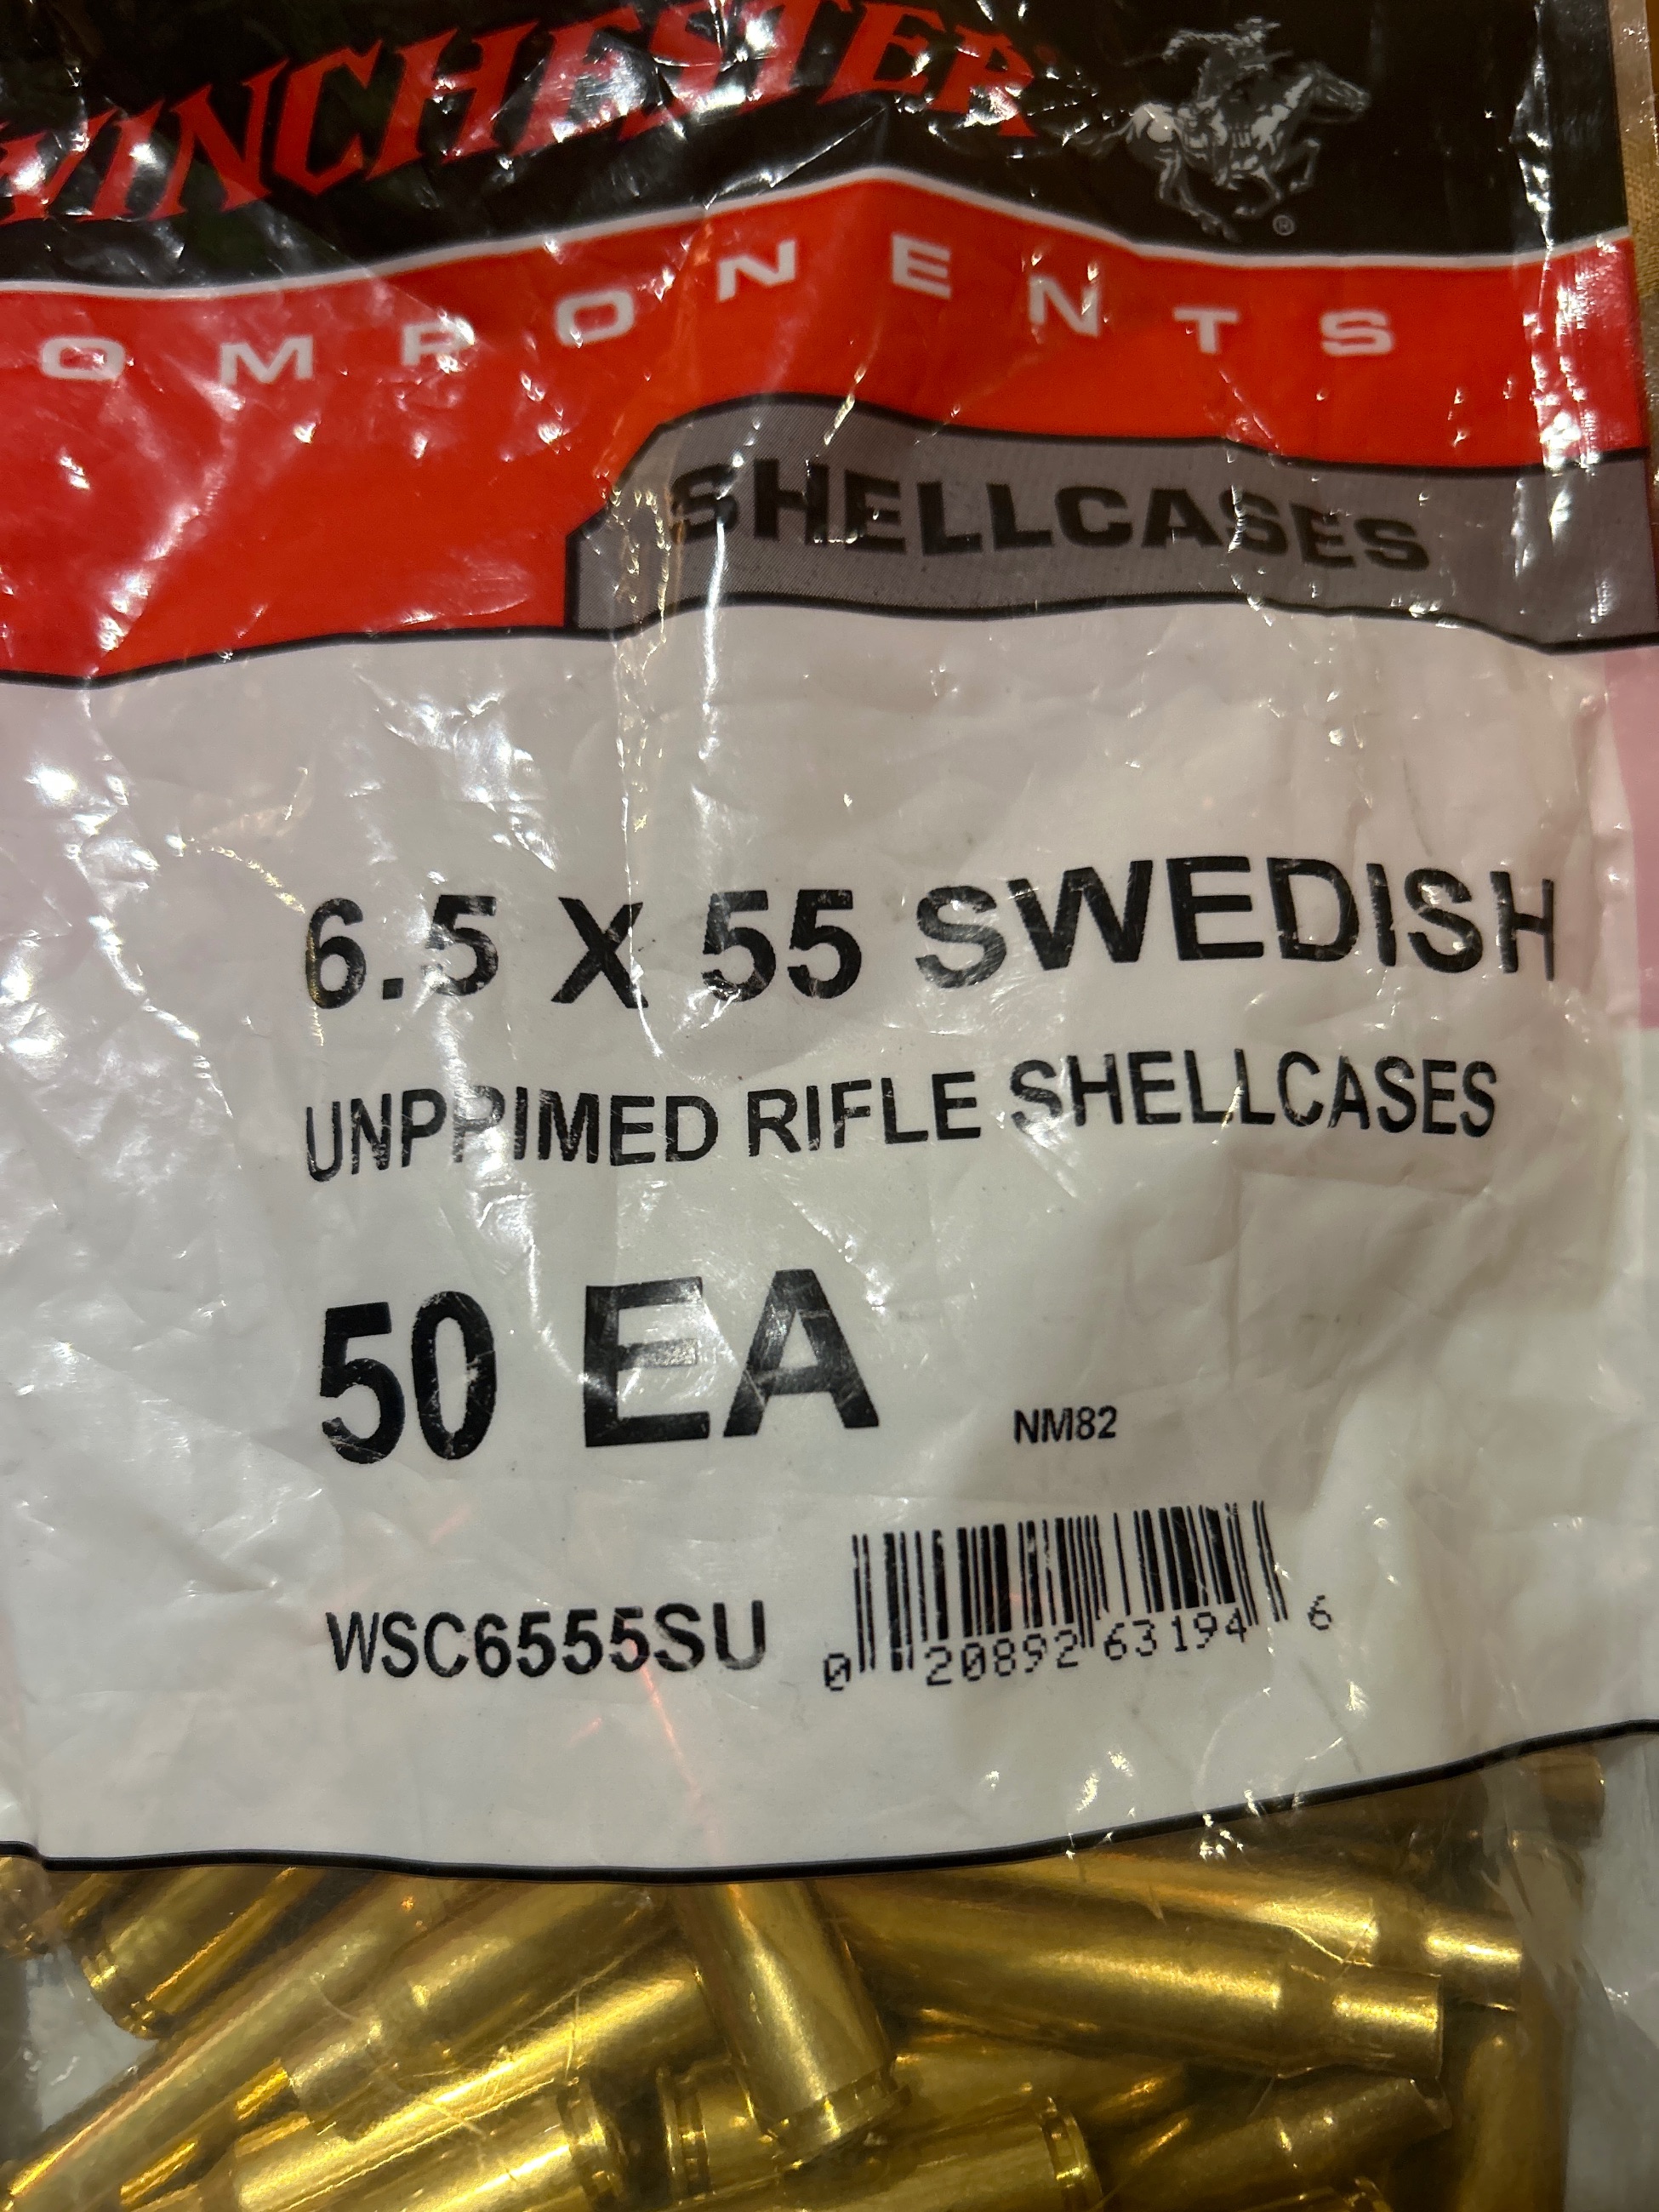 WINCHESTER
COMPONENTS
SHELLCASES
6.5 X 55 SWEDISH
UNPRIMED RIFLE SHELLCASES
50 EA
NM82
WSC6555SU
0 20892 63194 6